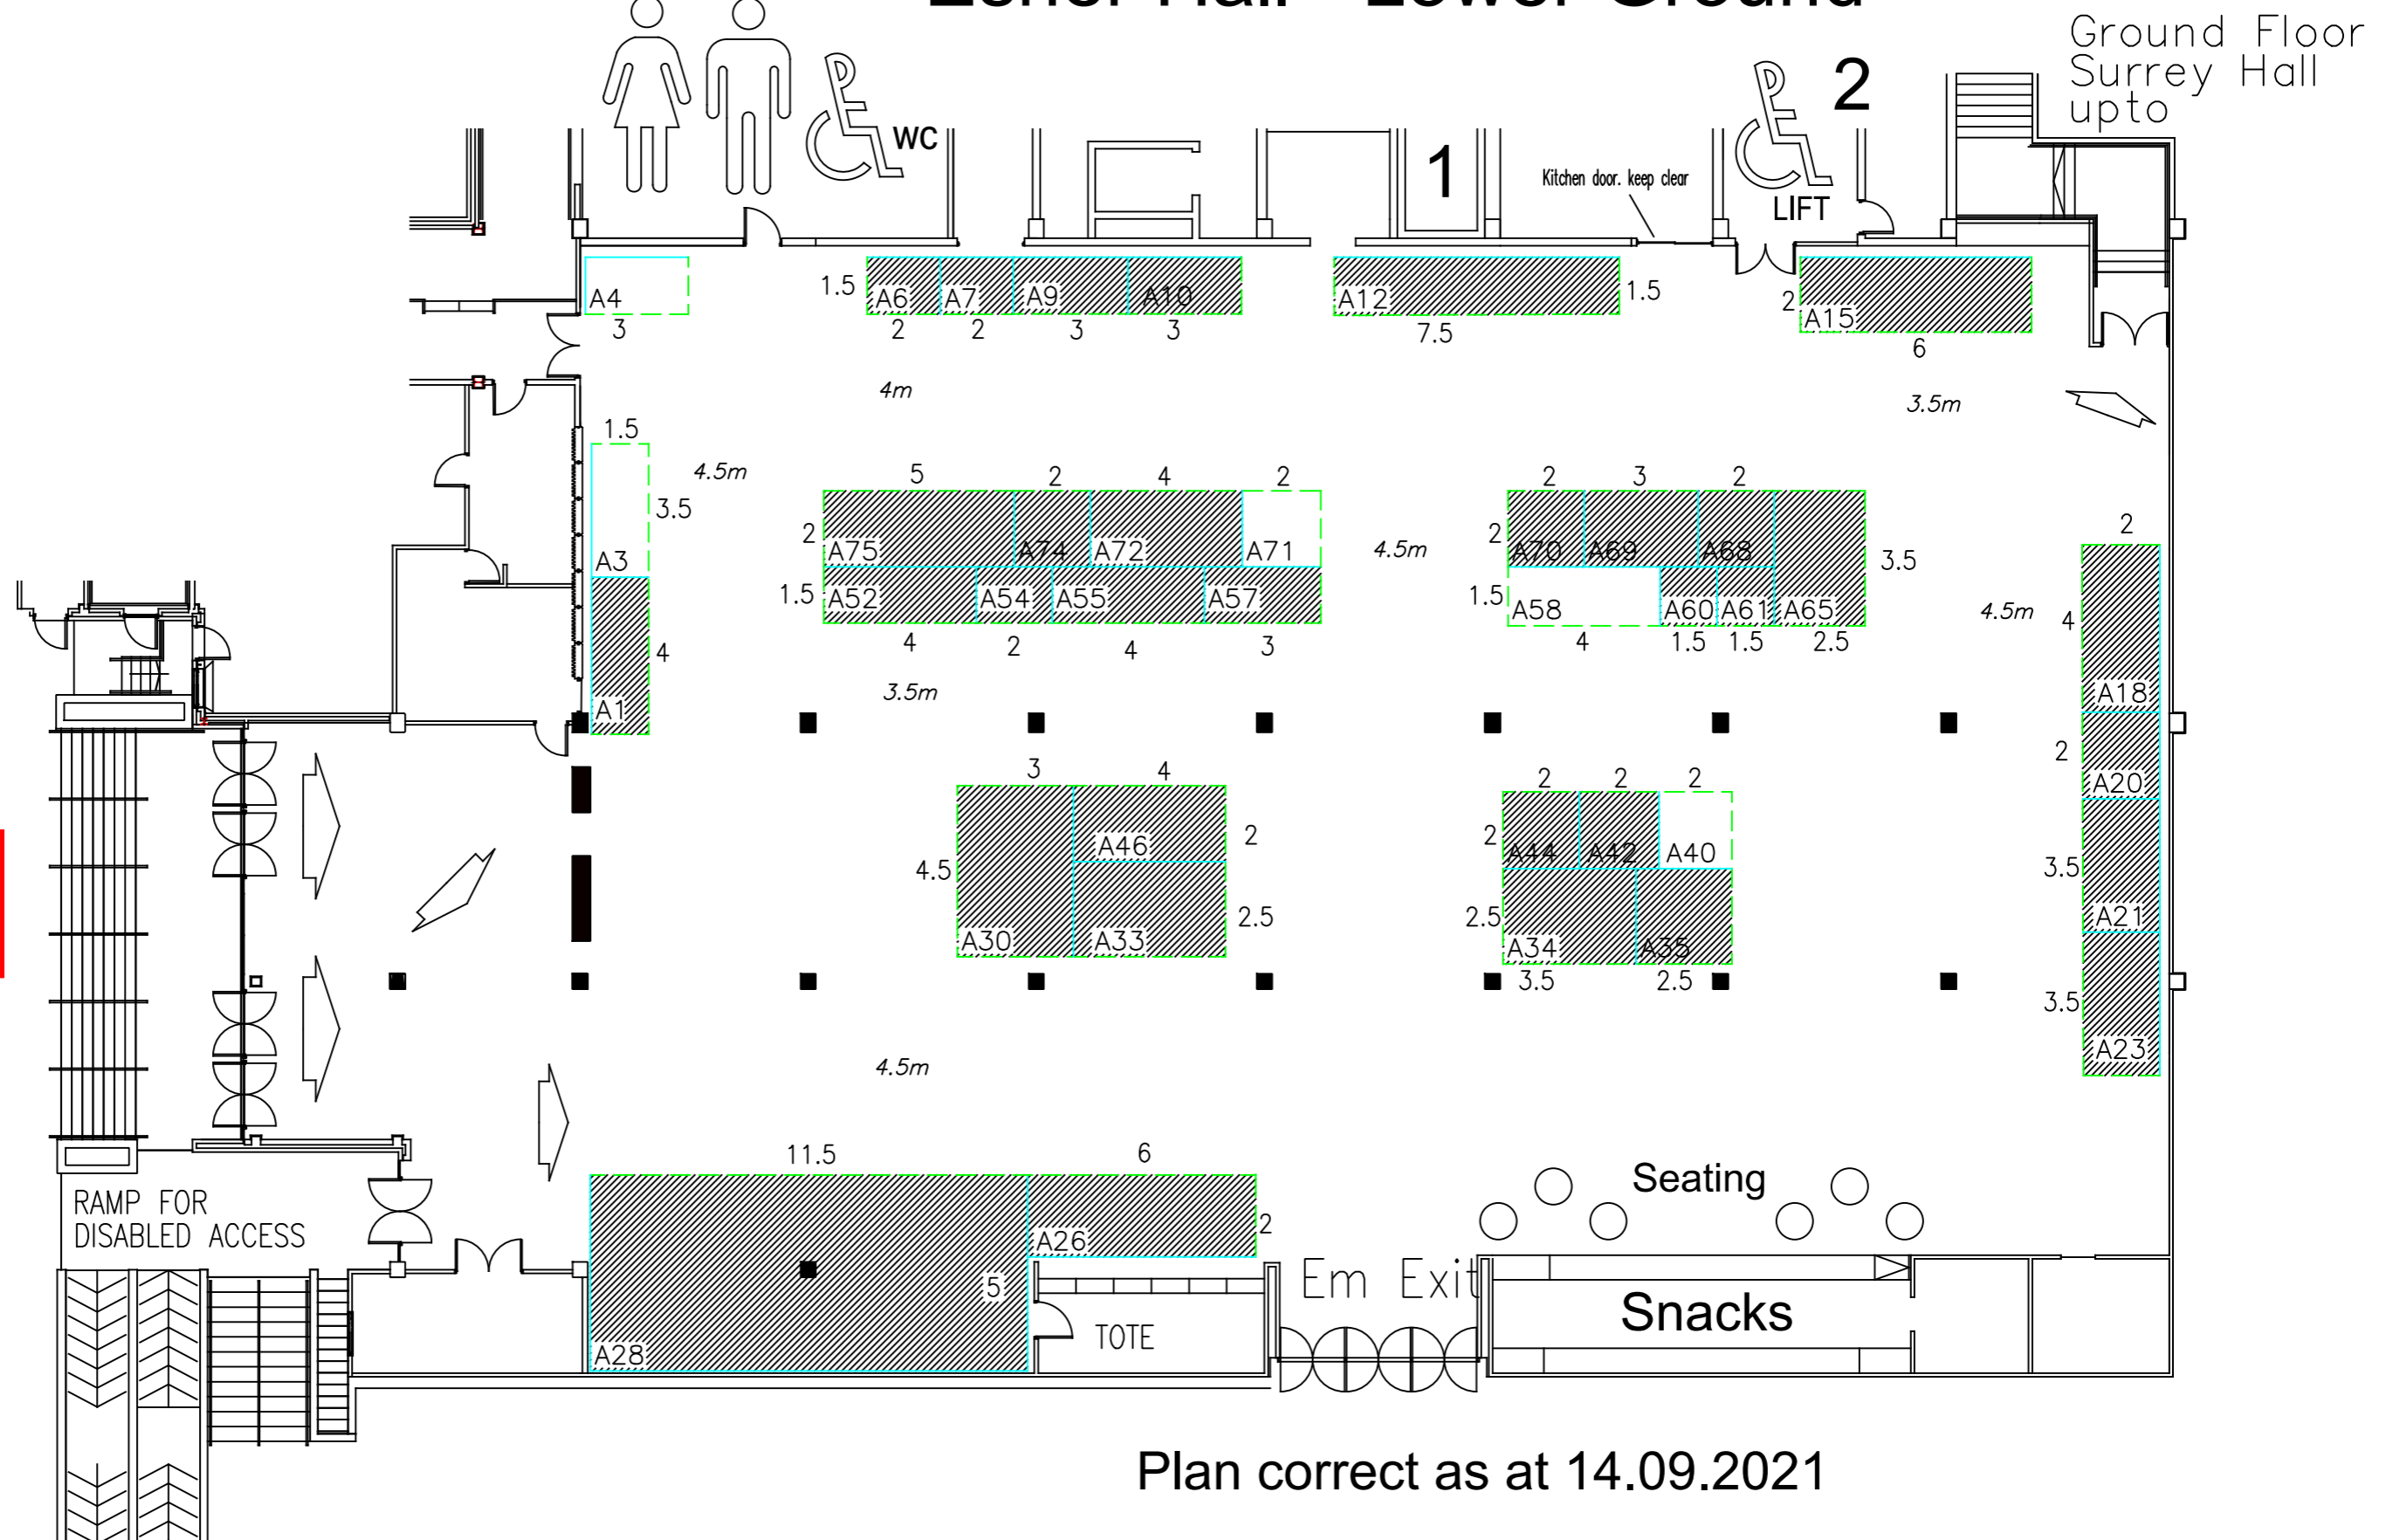 Esher Hall - Lower Ground
Ground Floor
Surrey Hall
upto
2
WC
1
Kitchen door. keep clear
LIFT
A4
3
1.5
A6
A7
A9
A10
2
2
3
3
A12
1.5
7.5
2
A15
6
4m
3.5m
1.5
4.5m
3.5
A3
4
A1
5
2
4
2
2
A75
A74
A72
A71
1.5
A52
A54
A55
A57
4
2
4
3
4.5m
2
3
2
2
A70
A69
A68
3.5
1.5
A58
A60
A61
A65
4
1.5
1.5
2.5
4.5m
2
4
A18
2
A20
3.5
A21
3.5
A23
3.5m
3
4
A46
2
4.5
2.5
A30
A33
2
2
2
2
A44
A42
A40
2.5
A34
A35
3.5
2.5
4.5m
11.5
6
A26
2
5
A28
RAMP FOR
DISABLED ACCESS
TOTE
Em Exit
Seating
Snacks
Plan correct as at 14.09.2021